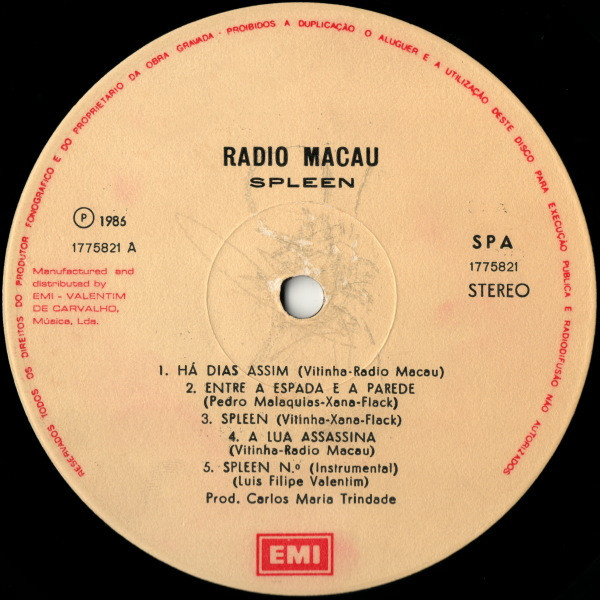 RESERVADOS TODOS OS DIREITOS DO PRODUTOR FONOGRAFICO E DO PROPRIETARIO DA OBRA GRAVADA - PROIBIDOS A DUPLICAÇÃO O ALUGUER E A UTILIZAÇÃO DESTE DISCO PARA EXECUÇÃO PUBLICA E RADIODIFUSÃO NÃO AUTORIZADOS
RADIO MACAU
SPLEEN
Ⓟ 1986
1775821 A
Manufactured and
distributed by
EMI - VALENTIM
DE CARVALHO,
Música, Lda.
SPA
1775821
STEREO
1. HÁ DIAS ASSIM (Vitinha-Radio Macau)
2. ENTRE A ESPADA E A PAREDE
(Pedro Malaquias-Xana-Flack)
3. SPLEEN (Vitinha-Xana-Flack)
4. A LUA ASSASSINA
(Vitinha-Radio Macau)
5. SPLEEN N.º (Instrumental)
(Luis Filipe Valentim)
Prod. Carlos Maria Trindade
EMI